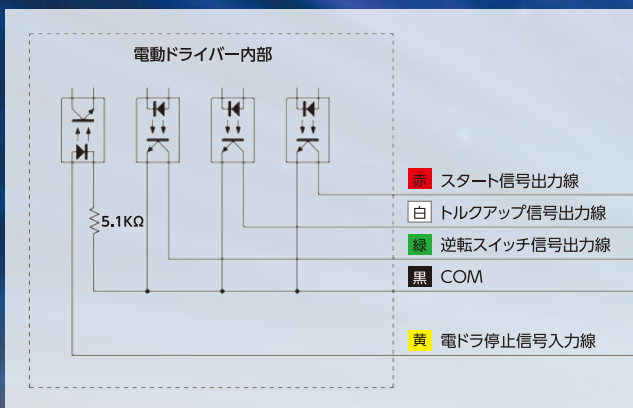 電動ドライバー内部
5.1KΩ
赤 スタート信号出力線
白 トルクアップ信号出力線
緑 逆転スイッチ信号出力線
黒 COM
黄 電ドラ停止信号入力線